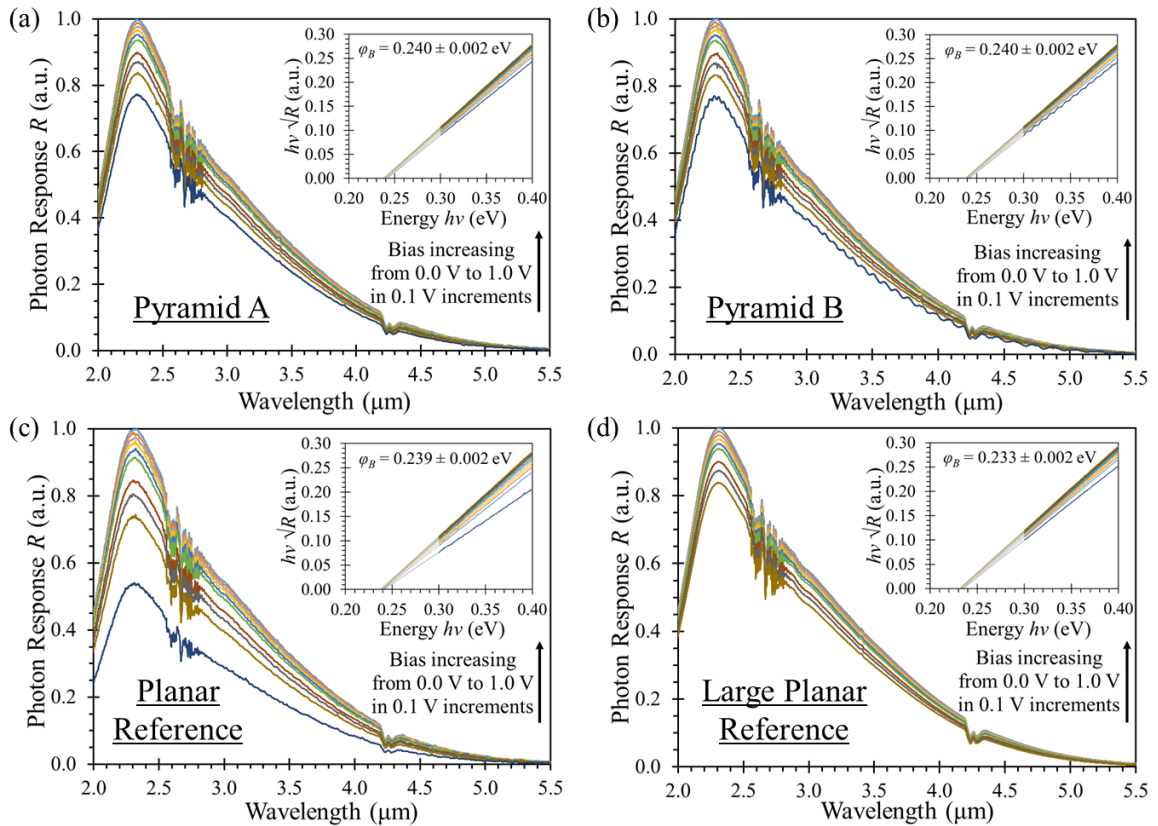 (a)
Photon Response R (a.u.)
1.0
0.8
0.6
0.4
0.2
0.0
2.0 2.5 3.0 3.5 4.0 4.5 5.0 5.5
Wavelength (μm)
Pyramid A
φB = 0.240 ± 0.002 eV
hν √R (a.u.)
0.30
0.25
0.20
0.15
0.10
0.05
0.00
0.20 0.25 0.30 0.35 0.40
Energy hν (eV)
Bias increasing
from 0.0 V to 1.0 V
in 0.1 V increments
(b)
Photon Response R (a.u.)
1.0
0.8
0.6
0.4
0.2
0.0
2.0 2.5 3.0 3.5 4.0 4.5 5.0 5.5
Wavelength (μm)
Pyramid B
φB = 0.240 ± 0.002 eV
hν √R (a.u.)
0.30
0.25
0.20
0.15
0.10
0.05
0.00
0.20 0.25 0.30 0.35 0.40
Energy hν (eV)
Bias increasing
from 0.0 V to 1.0 V
in 0.1 V increments
(c)
Photon Response R (a.u.)
1.0
0.8
0.6
0.4
0.2
0.0
2.0 2.5 3.0 3.5 4.0 4.5 5.0 5.5
Wavelength (μm)
Planar
Reference
φB = 0.239 ± 0.002 eV
hν √R (a.u.)
0.30
0.25
0.20
0.15
0.10
0.05
0.00
0.20 0.25 0.30 0.35 0.40
Energy hν (eV)
Bias increasing
from 0.0 V to 1.0 V
in 0.1 V increments
(d)
Photon Response R (a.u.)
1.0
0.8
0.6
0.4
0.2
0.0
2.0 2.5 3.0 3.5 4.0 4.5 5.0 5.5
Wavelength (μm)
Large Planar
Reference
φB = 0.233 ± 0.002 eV
hν √R (a.u.)
0.30
0.25
0.20
0.15
0.10
0.05
0.00
0.20 0.25 0.30 0.35 0.40
Energy hν (eV)
Bias increasing
from 0.0 V to 1.0 V
in 0.1 V increments